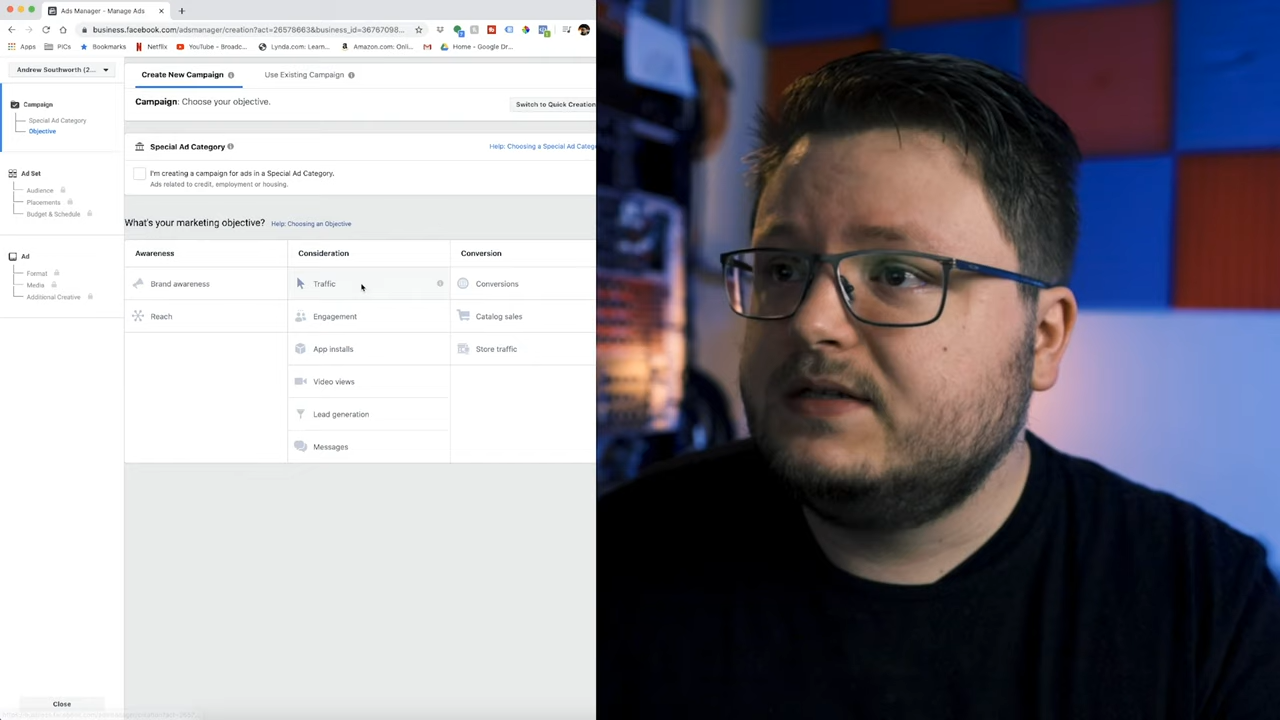 Ads Manager - Manage Ads
business.facebook.com/adsmanager/creation?act=26578663&business_id=36767098...
Apps
PICs
Bookmarks
Netflix
YouTube - Broadc...
Lynda.com: Learn...
Amazon.com: Onli...
Home - Google Dr...
Andrew Southworth (2...
Create New Campaign
Use Existing Campaign
Campaign: Choose your objective.
Switch to Quick Creation
Campaign
Special Ad Category
Objective
Special Ad Category
Help: Choosing a Special Ad Catego
I'm creating a campaign for ads in a Special Ad Category.
Ads related to credit, employment or housing.
Ad Set
Audience
Placements
Budget & Schedule
What's your marketing objective?
Help: Choosing an Objective
Awareness
Consideration
Conversion
Ad
Format
Media
Additional Creative
Brand awareness
Traffic
Conversions
Reach
Engagement
Catalog sales
App installs
Store traffic
Video views
Lead generation
Messages
Close